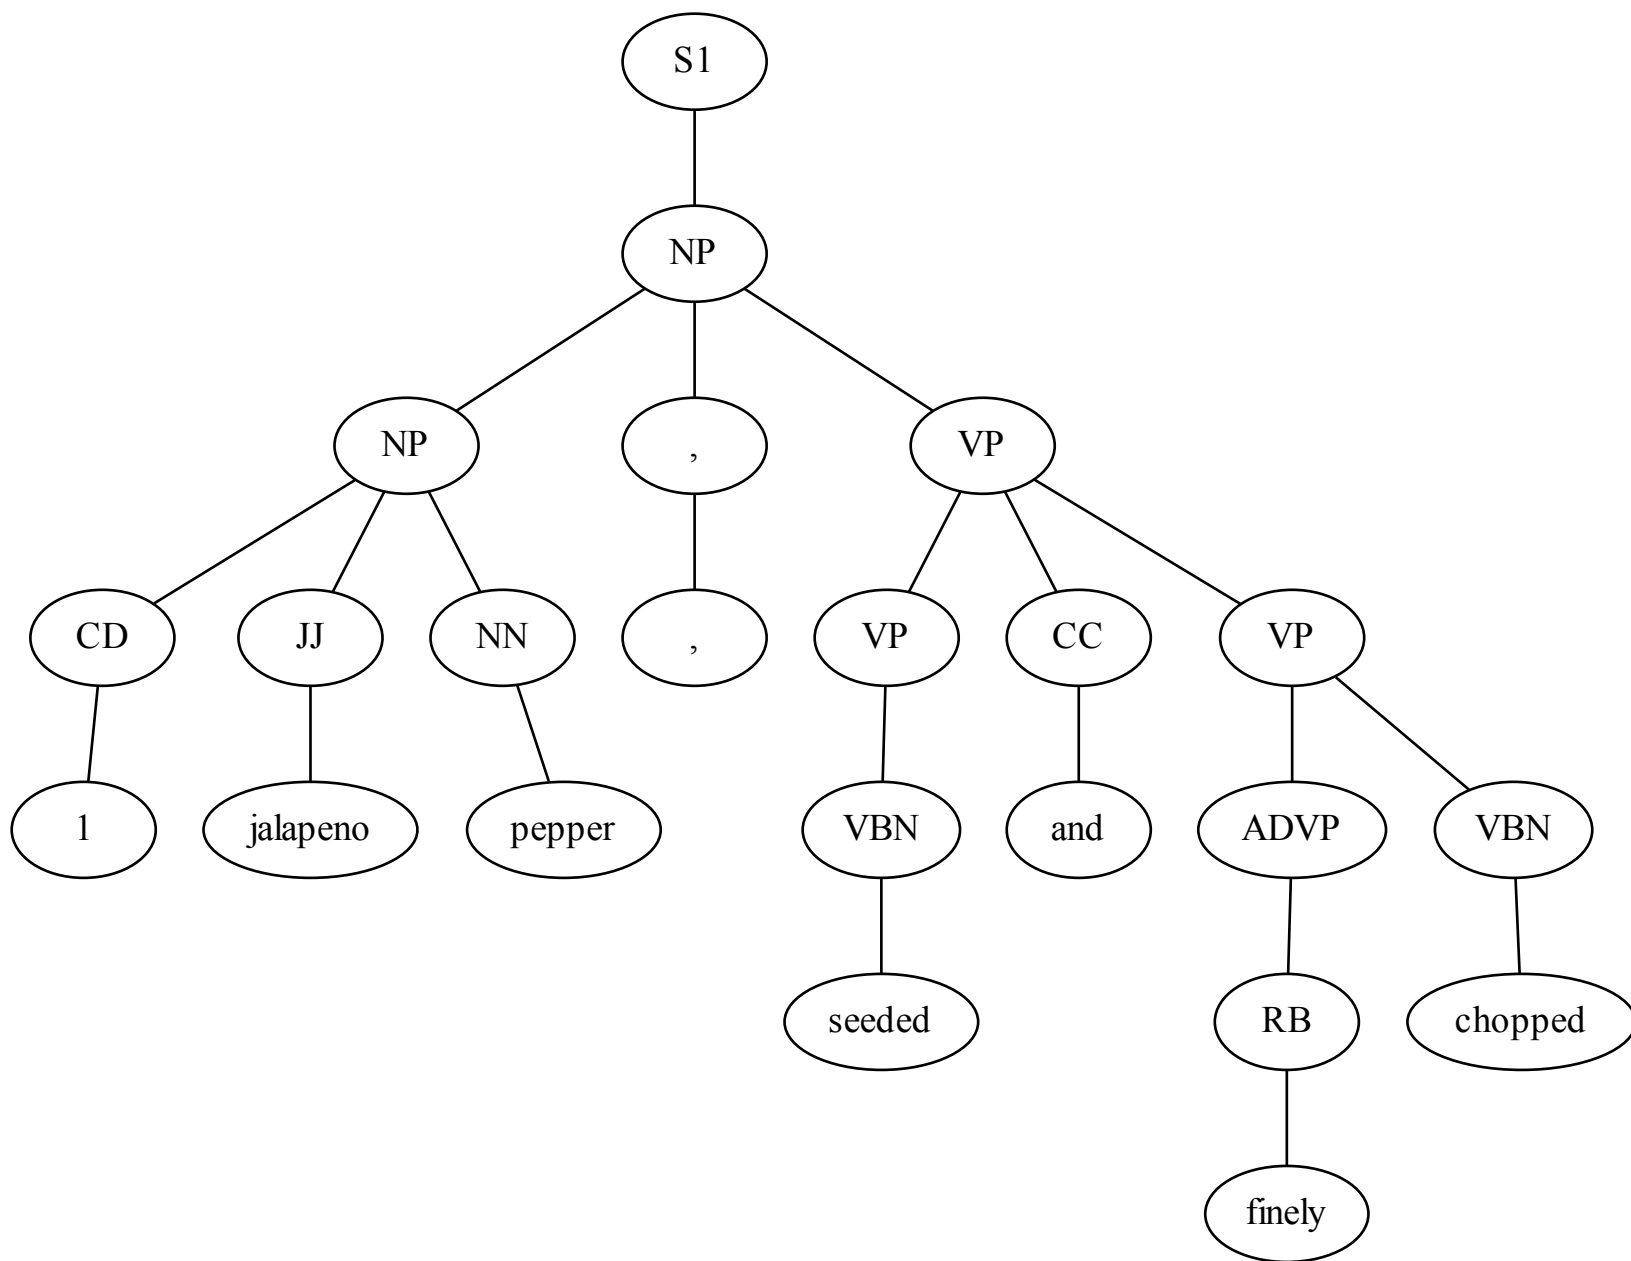 S1
NP
NP , VP
CD JJ NN , VP CC VP
1 jalapeno pepper VBN and ADVP VBN
seeded RB chopped
finely